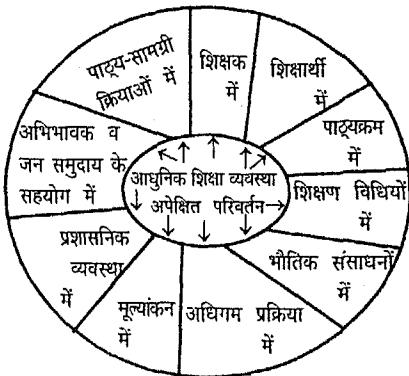 पाठ्य-सामग्री
क्रियाओं में
शिक्षक
में
शिक्षार्थी
में
पाठ्यक्रम
में
शिक्षण विधियों
में
भौतिक संसाधनों
में
अधिगम प्रक्रिया
में
मूल्यांकन
में
प्रशासनिक
व्यवस्था
में
अभिभावक व
जन समुदाय के
सहयोग में
आधुनिक शिक्षा व्यवस्था
अपेक्षित परिवर्तन